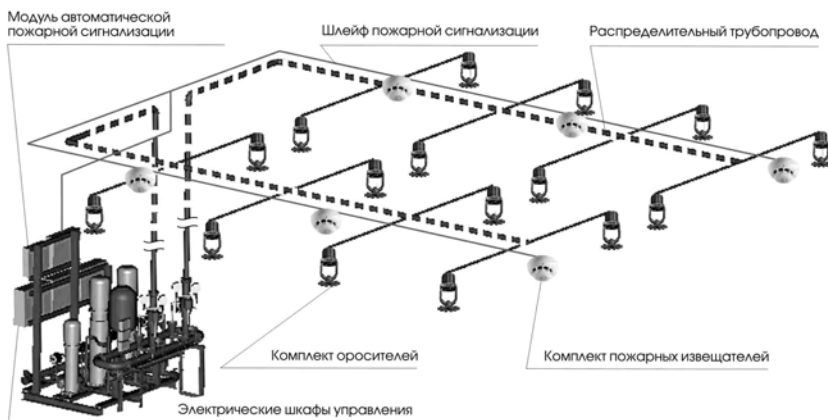 Модуль автоматической
пожарной сигнализации
Шлейф пожарной сигнализации
Распределительный трубопровод
Комплект оросителей
Комплект пожарных извещателей
Электрические шкафы управления